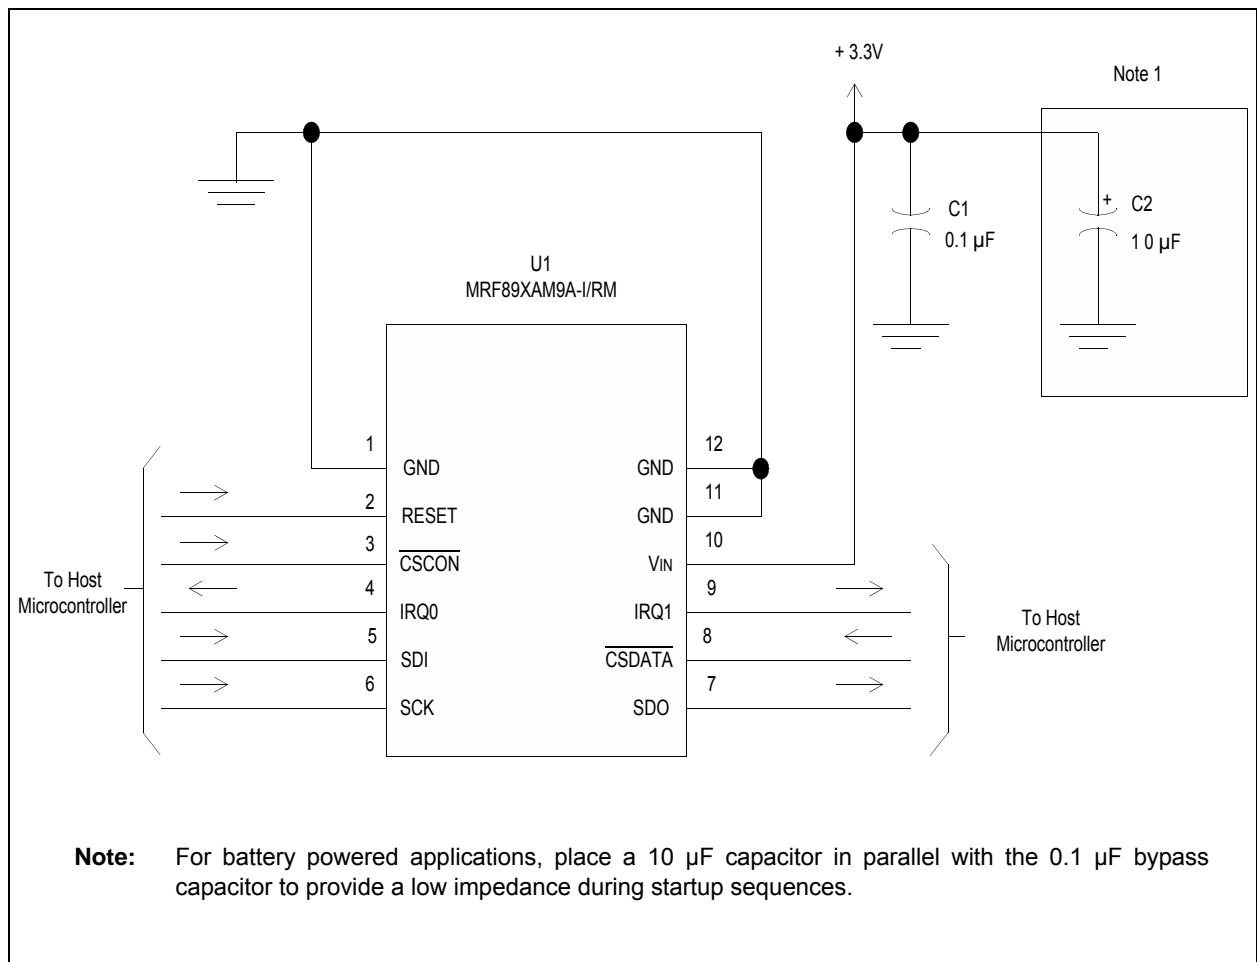 + 3.3V
Note 1
C1
0.1 µF
+ C2
1 0 µF
U1
MRF89XAM9A-I/RM
1
GND
2
RESET
3
CSCON
4
IRQ0
5
SDI
6
SCK
12
GND
11
GND
10
VIN
9
IRQ1
8
CSDATA
7
SDO
To Host
Microcontroller
To Host
Microcontroller
Note: For battery powered applications, place a 10 µF capacitor in parallel with the 0.1 µF bypass
capacitor to provide a low impedance during startup sequences.